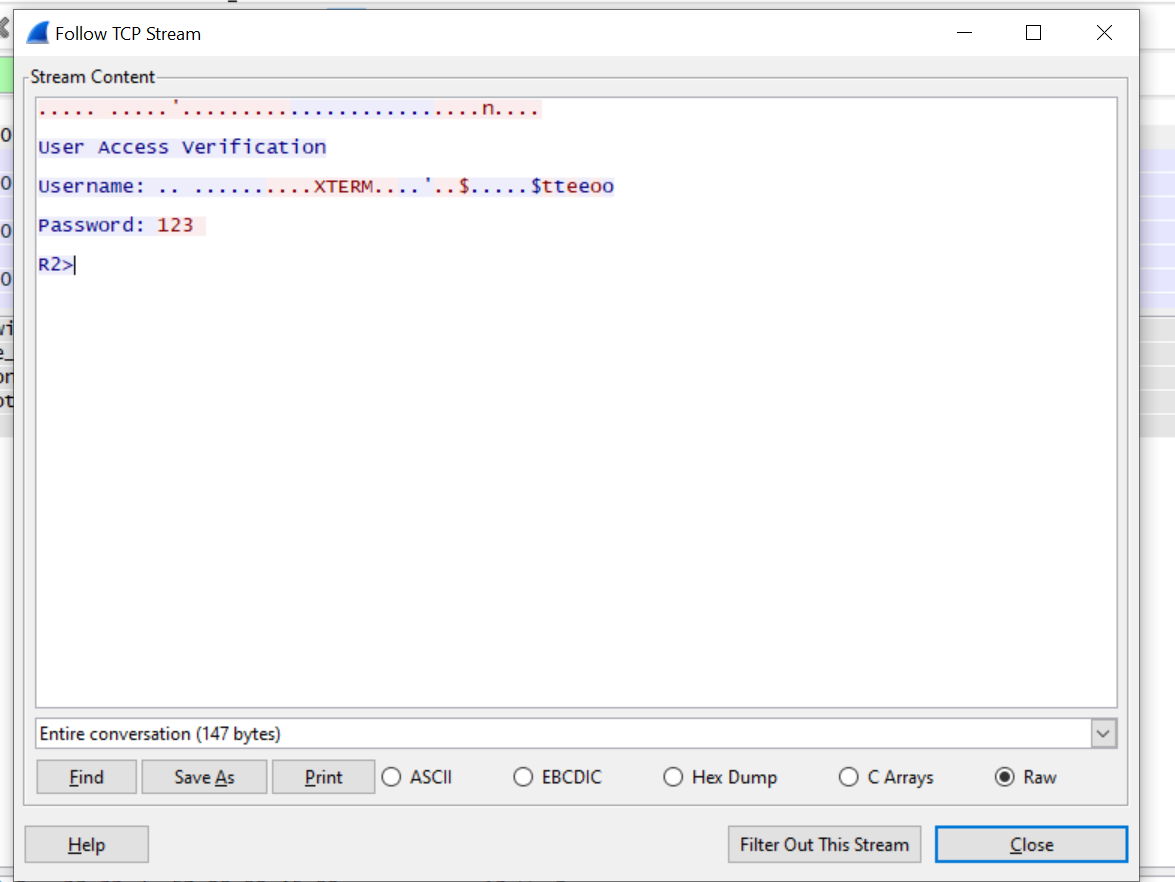 Follow TCP Stream
Stream Content
..... .....'..........................n....
User Access Verification
Username: .. ..........XTERM....'..$.....$tteeoo
Password: 123
R2>
Entire conversation (147 bytes)
Find Save As Print ASCII EBCDIC Hex Dump C Arrays Raw
Help Filter Out This Stream Close